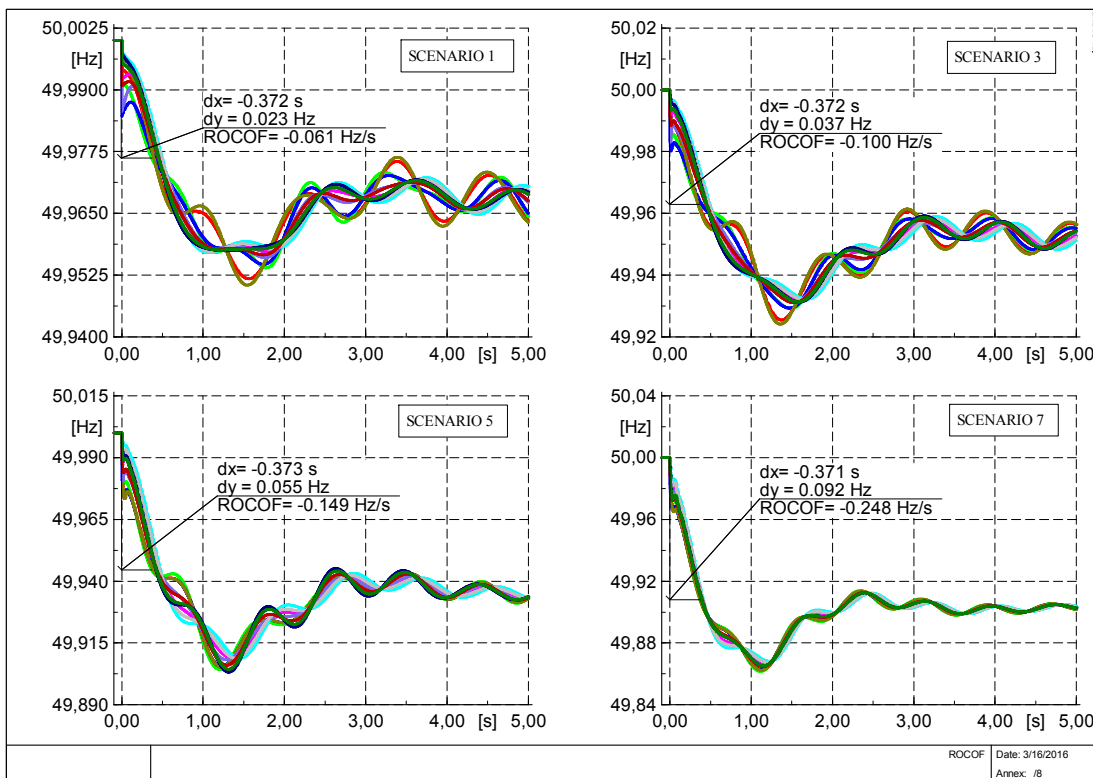 50,0025
[Hz]
49,9900
49,9775
49,9650
49,9525
49,9400
0,00 1,00 2,00 3,00 4,00 [s] 5,00
SCENARIO 1
dx= -0.372 s
dy = 0.023 Hz
ROCOF= -0.061 Hz/s
50,02
[Hz]
50,00
49,98
49,96
49,94
49,92
0,00 1,00 2,00 3,00 4,00 [s] 5,00
SCENARIO 3
dx= -0.372 s
dy = 0.037 Hz
ROCOF= -0.100 Hz/s
50,015
[Hz]
49,990
49,965
49,940
49,915
49,890
0,00 1,00 2,00 3,00 4,00 [s] 5,00
SCENARIO 5
dx= -0.373 s
dy = 0.055 Hz
ROCOF= -0.149 Hz/s
50,04
[Hz]
50,00
49,96
49,92
49,88
49,84
0,00 1,00 2,00 3,00 4,00 [s] 5,00
SCENARIO 7
dx= -0.371 s
dy = 0.092 Hz
ROCOF= -0.248 Hz/s
ROCOF
Date: 3/16/2016
Annex: /8